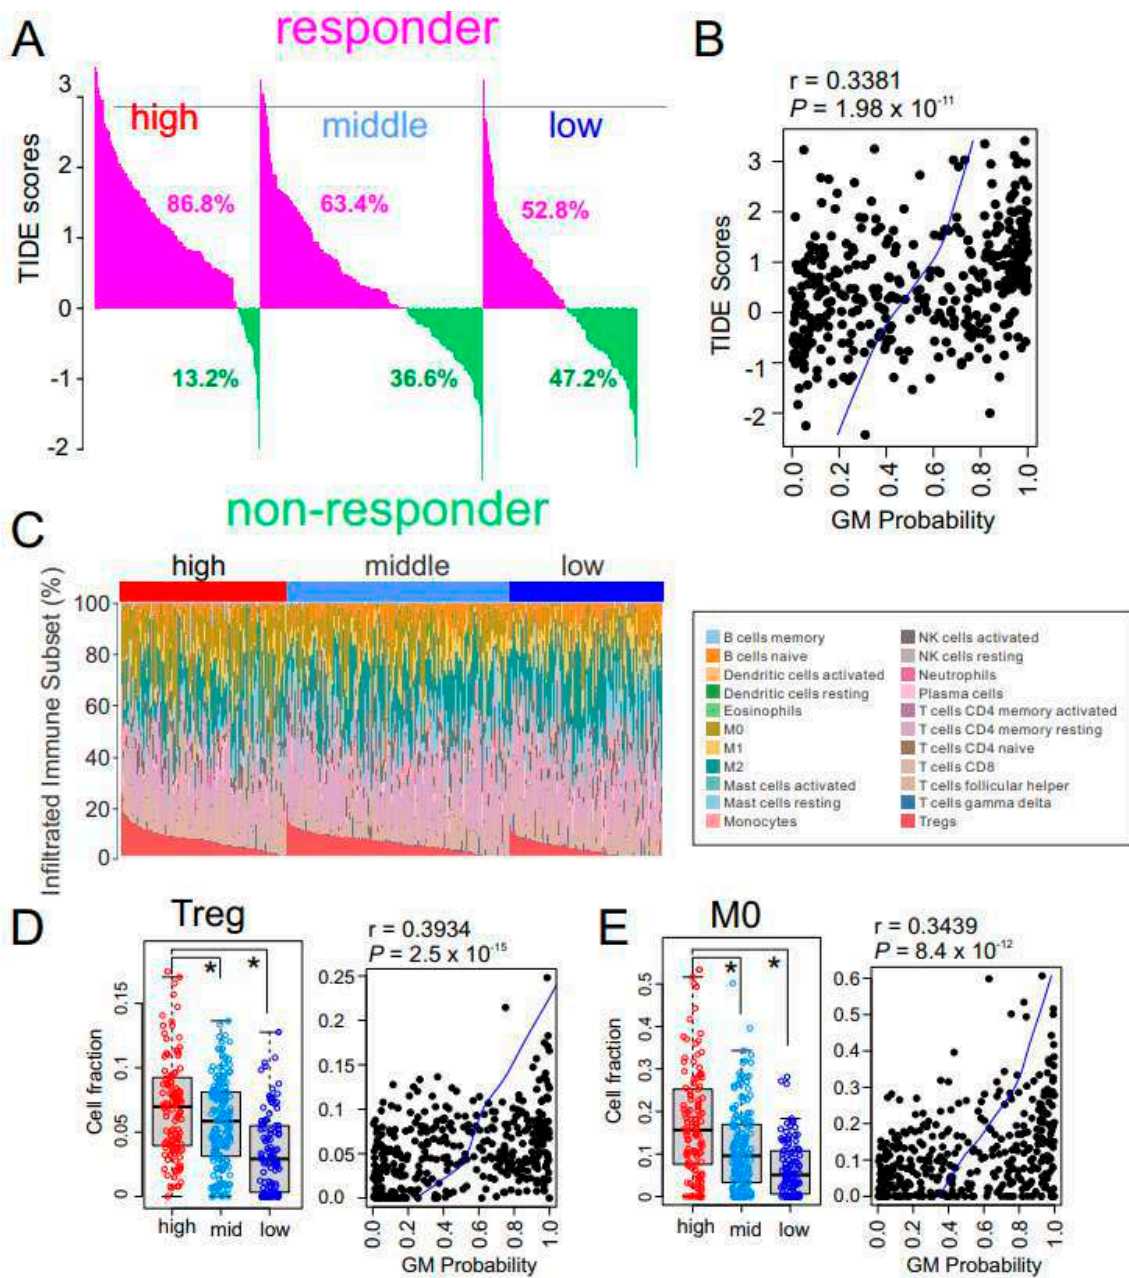 A
responder
TIDE scores
3
2
1
0
-1
-2
high
middle
low
86.8%
63.4%
52.8%
13.2%
36.6%
47.2%
non-responder
B
r = 0.3381
P = 1.98 x 10-11
TIDE Scores
3
2
1
0
-1
-2
0.0
0.2
0.4
0.6
0.8
1.0
GM Probability
C
high
middle
low
Infiltrated Immune Subset (%)
100
80
60
40
20
0
B cells memory
B cells naive
Dendritic cells activated
Dendritic cells resting
Eosinophils
M0
M1
M2
Mast cells activated
Mast cells resting
Monocytes
NK cells activated
NK cells resting
Neutrophils
Plasma cells
T cells CD4 memory activated
T cells CD4 memory resting
T cells CD4 naive
T cells CD8
T cells follicular helper
T cells gamma delta
Tregs
D
Treg
Cell fraction
0.15
0.10
0.05
0
* *
high
mid
low
r = 0.3934
P = 2.5 x 10-15
0.25
0.20
0.15
0.10
0.05
0.0
0.0
0.2
0.4
0.6
0.8
1.0
GM Probability
E
M0
Cell fraction
0.5
0.4
0.3
0.2
0.1
0
* *
high
mid
low
r = 0.3439
P = 8.4 x 10-12
0.6
0.5
0.4
0.3
0.2
0.1
0.0
0.0
0.2
0.4
0.6
0.8
1.0
GM Probability